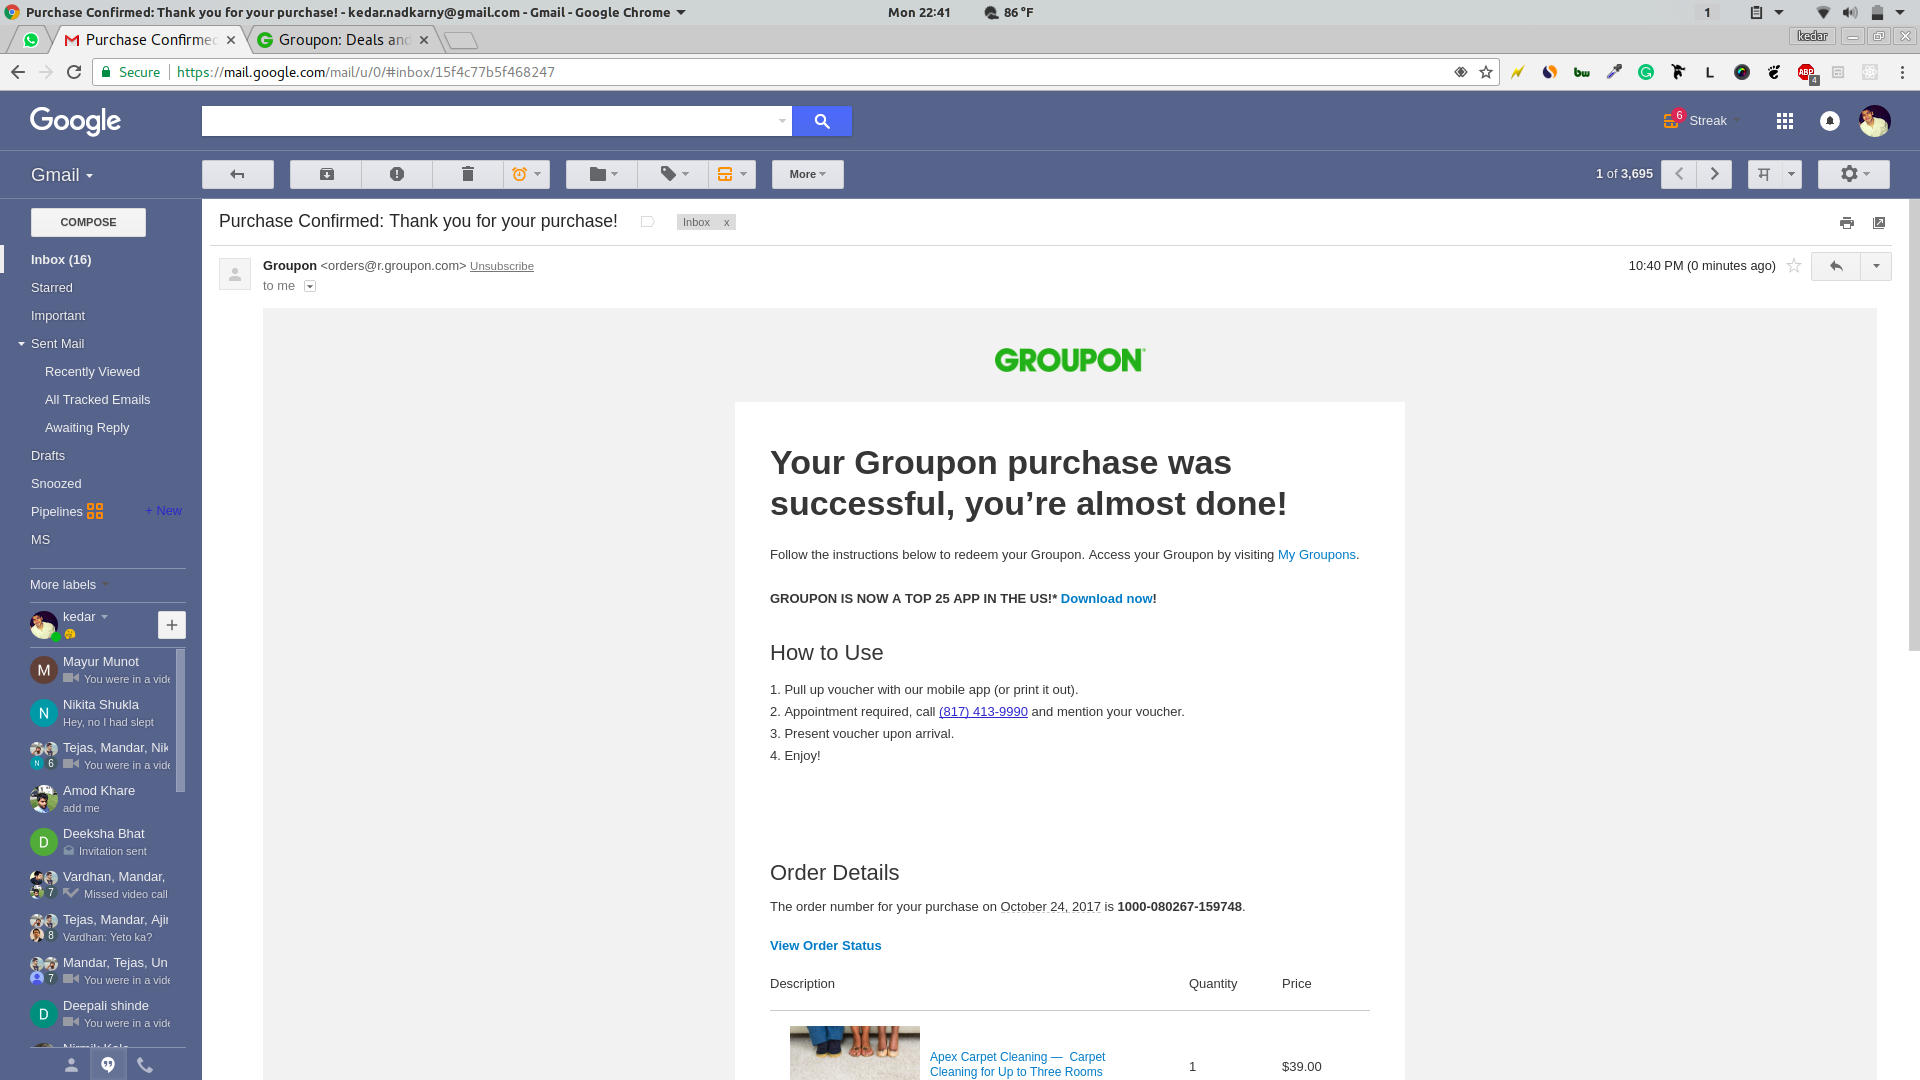 Purchase Confirmed: Thank you for your purchase! - kedar.nadkarny@gmail.com - Gmail - Google Chrome
Mon 22:41
86 °F
1
Purchase Confirmed
Groupon: Deals and
kedar
Secure
https://mail.google.com/mail/u/0/#inbox/15f4c77b5f468247
bw
G
L
ABP
4
Google
6
Streak
Gmail
More
1 of 3,695
म
COMPOSE
Purchase Confirmed: Thank you for your purchase!
Inbox x
Inbox (16)
Starred
Important
Sent Mail
Recently Viewed
All Tracked Emails
Awaiting Reply
Drafts
Snoozed
Pipelines
+ New
MS
More labels
kedar
M
Mayur Munot
You were in a vide
N
Nikita Shukla
Hey, no I had slept
Tejas, Mandar, Nik
N 6
You were in a vide
Amod Khare
add me
D
Deeksha Bhat
Invitation sent
Vardhan, Mandar,
7
Missed video call
Tejas, Mandar, Ajin
8
Vardhan: Yeto ka?
Mandar, Tejas, Un
7
You were in a vide
D
Deepali shinde
You were in a vide
Groupon <orders@r.groupon.com> Unsubscribe
to me
10:40 PM (0 minutes ago)
GROUPON
Your Groupon purchase was
successful, you’re almost done!
Follow the instructions below to redeem your Groupon. Access your Groupon by visiting My Groupons.
GROUPON IS NOW A TOP 25 APP IN THE US!* Download now!
How to Use
1. Pull up voucher with our mobile app (or print it out).
2. Appointment required, call (817) 413-9990 and mention your voucher.
3. Present voucher upon arrival.
4. Enjoy!
Order Details
The order number for your purchase on October 24, 2017 is 1000-080267-159748.
View Order Status
Description Quantity Price
Apex Carpet Cleaning — Carpet
Cleaning for Up to Three Rooms
1 $39.00